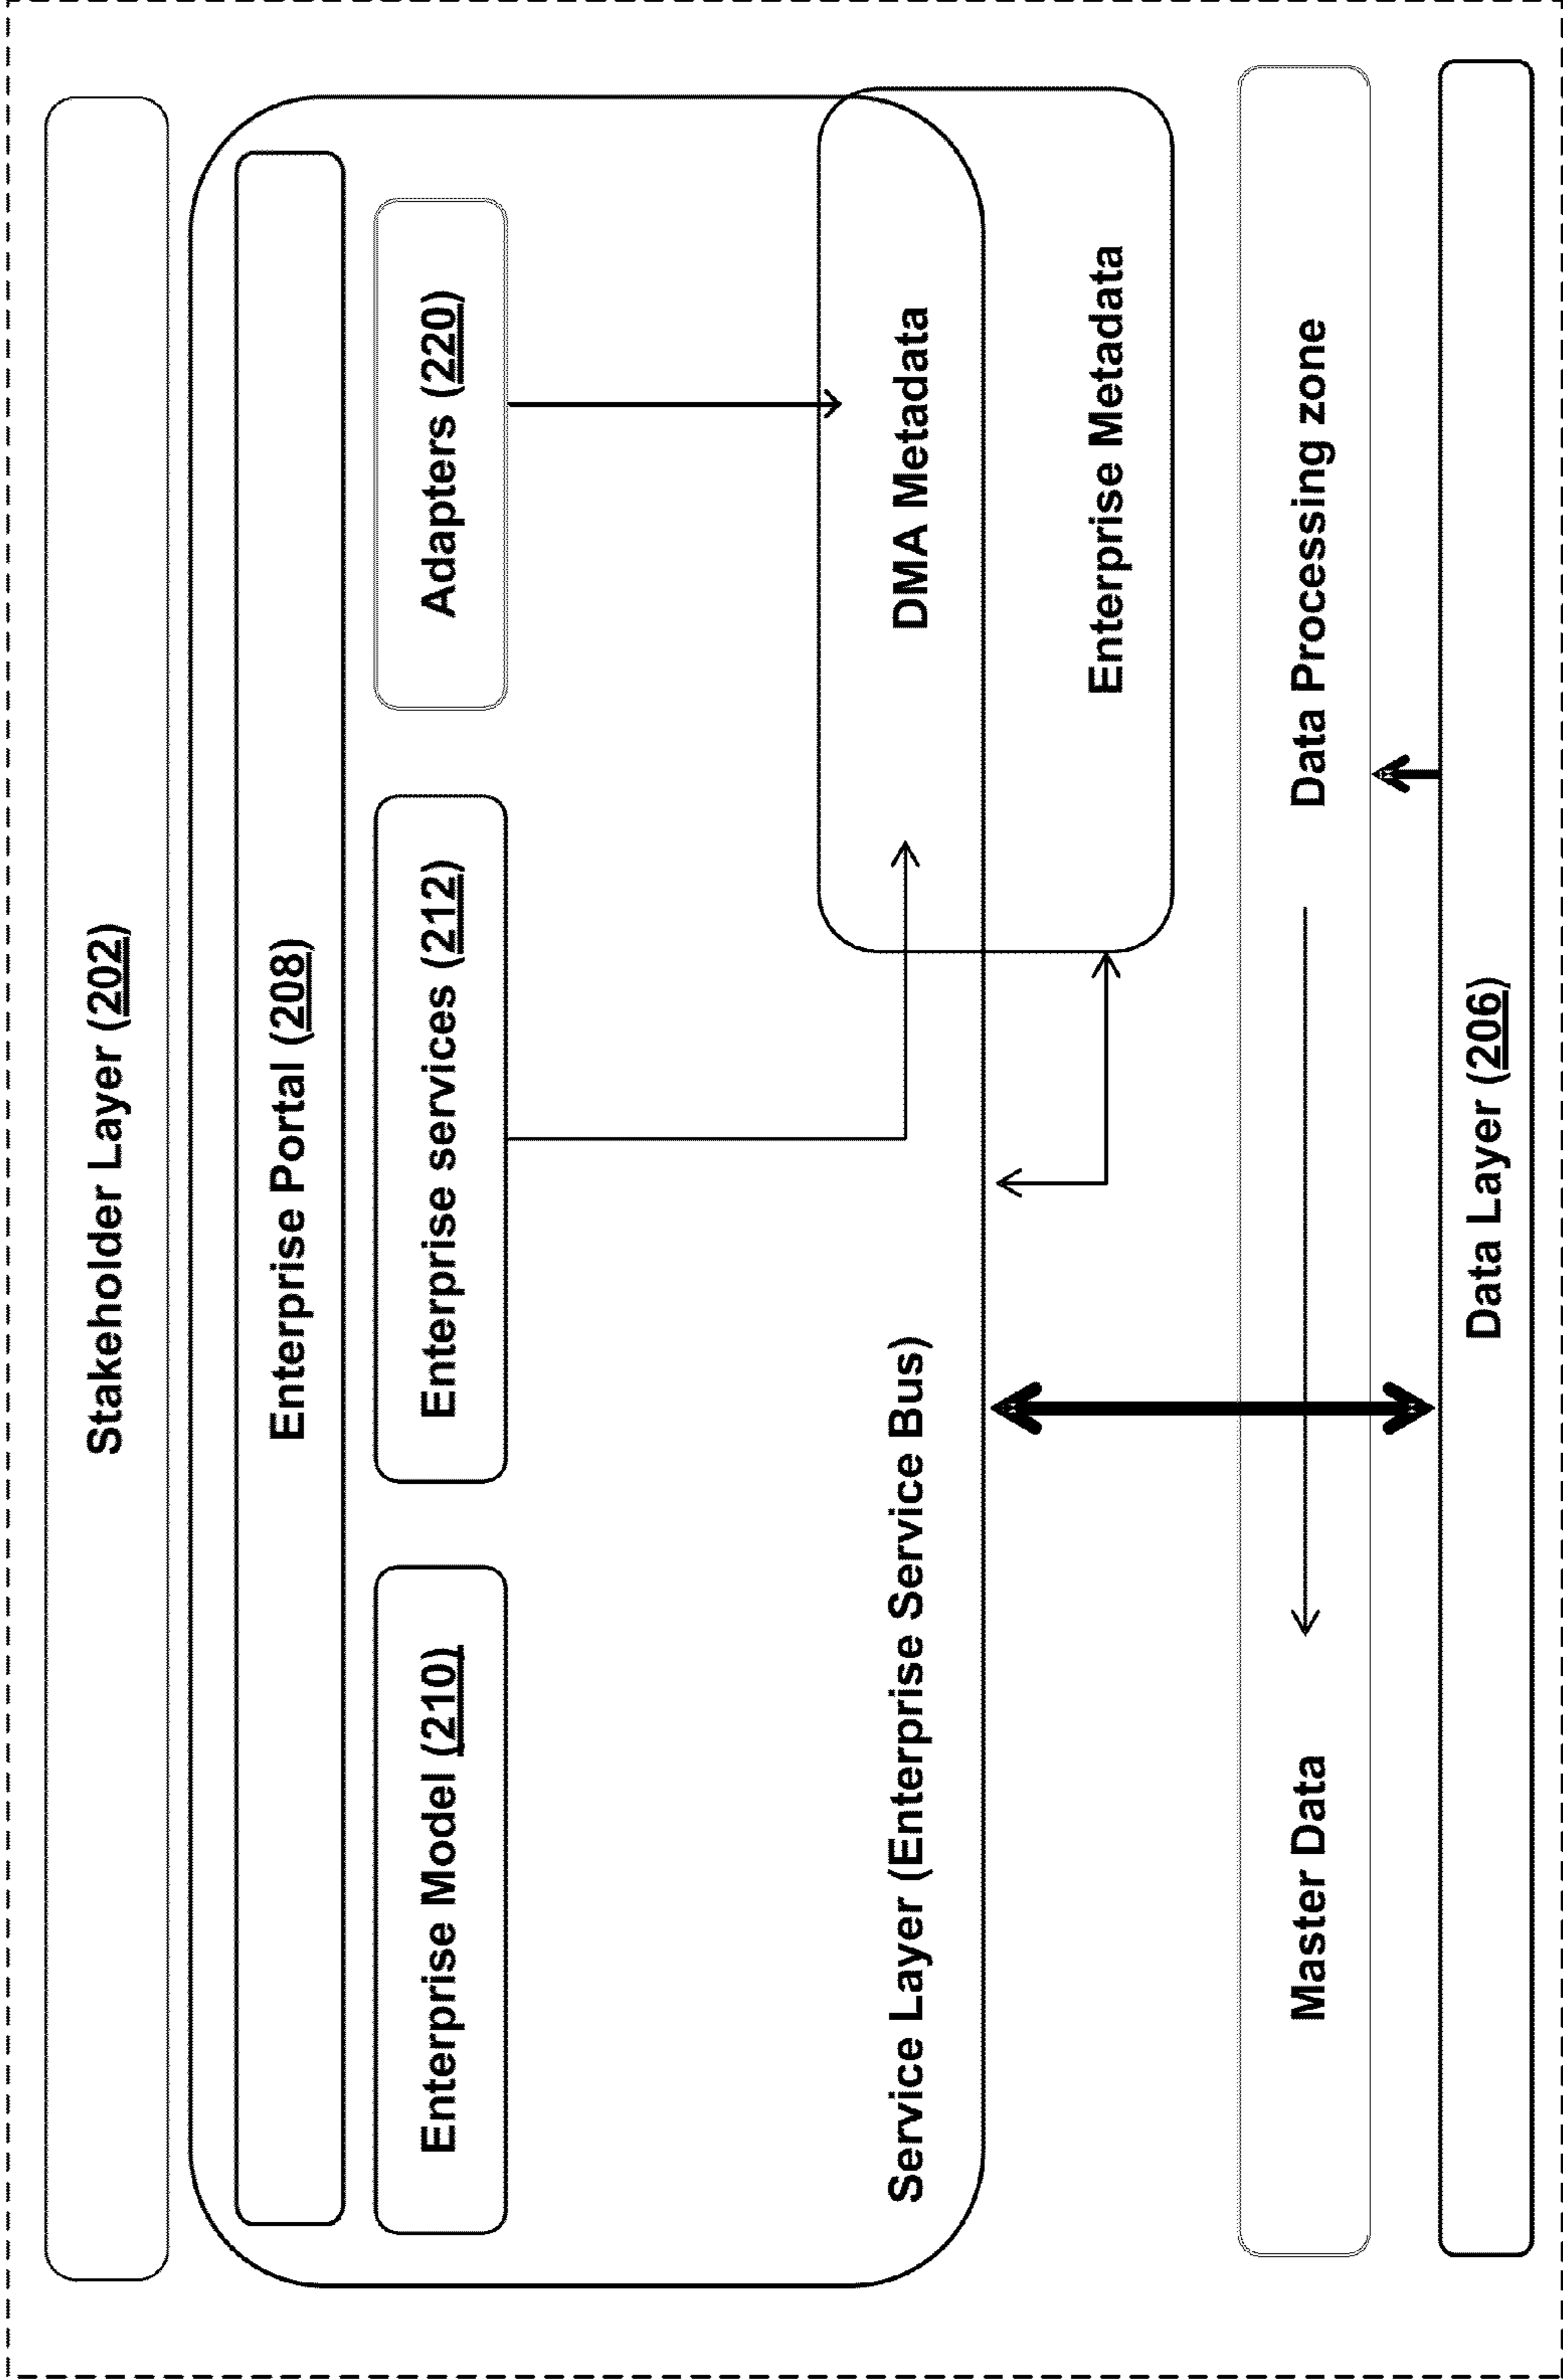 Stakeholder Layer (202)
Enterprise Portal (208)
Enterprise Model (210)
Enterprise services (212)
Adapters (220)
Service Layer (Enterprise Service Bus)
DMA Metadata
Enterprise Metadata
Master Data
Data Processing zone
Data Layer (206)